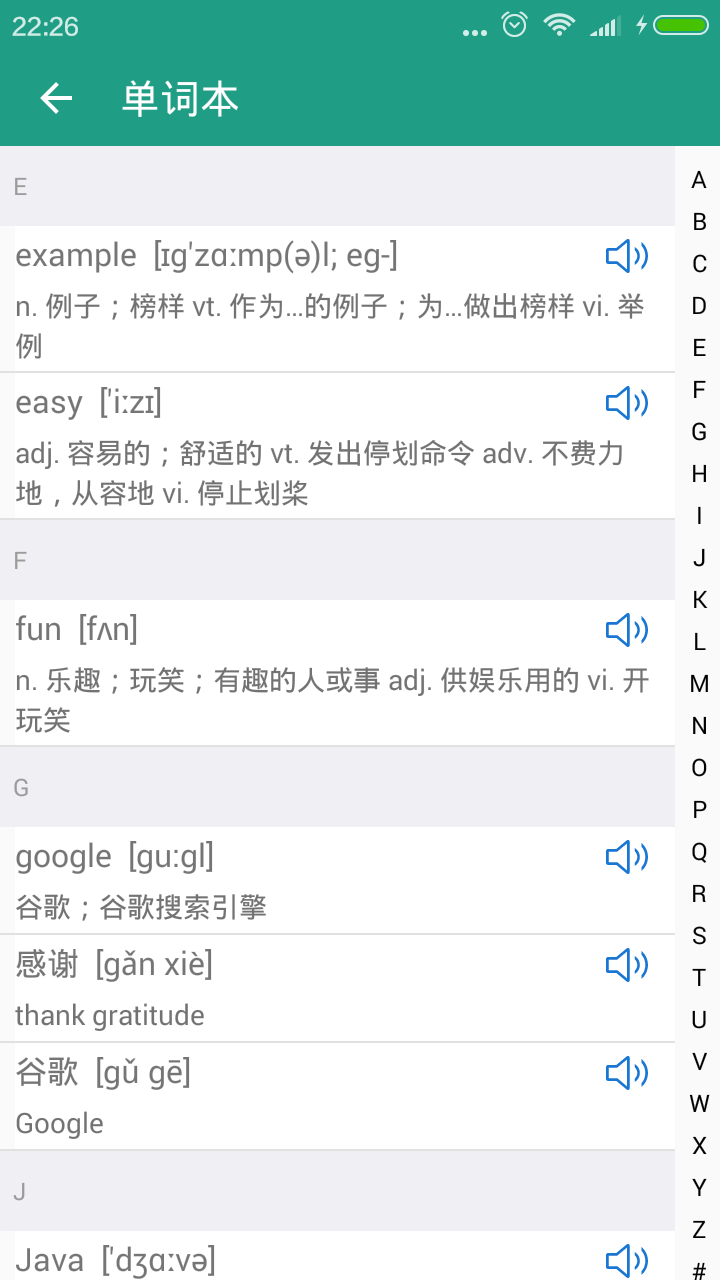 22:26
单词本
E
example [ɪg'zɑːmp(ə)l; eg-]
n. 例子；榜样 vt. 作为…的例子；为…做出榜样 vi. 举
例
easy ['iːzɪ]
adj. 容易的；舒适的 vt. 发出停划命令 adv. 不费力
地，从容地 vi. 停止划桨
F
fun [fʌn]
n. 乐趣；玩笑；有趣的人或事 adj. 供娱乐用的 vi. 开
玩笑
G
google [gu:gl]
谷歌；谷歌搜索引擎
感谢 [gǎn xiè]
thank gratitude
谷歌 [gǔ gē]
Google
J
Java ['dʒɑːvə]
A
B
C
D
E
F
G
H
I
J
K
L
M
N
O
P
Q
R
S
T
U
V
W
X
Y
Z
#